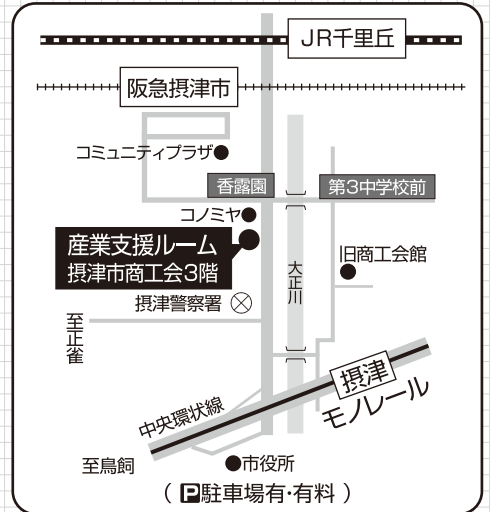 JR千里丘
阪急摂津市
コミュニティプラザ
香露園
第3中学校前
コノミヤ
産業支援ルーム
摂津市商工会3階
旧商工会館
大正川
摂津警察署
至正雀
摂津
モノレール
中央環状線
至鳥飼
市役所
（P駐車場有・有料）